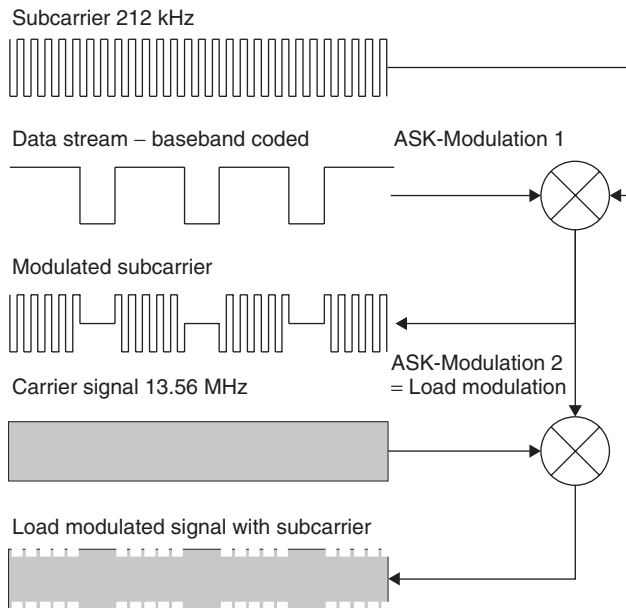 Subcarrier 212 kHz
Data stream – baseband coded
ASK-Modulation 1
Modulated subcarrier
ASK-Modulation 2
= Load modulation
Carrier signal 13.56 MHz
Load modulated signal with subcarrier